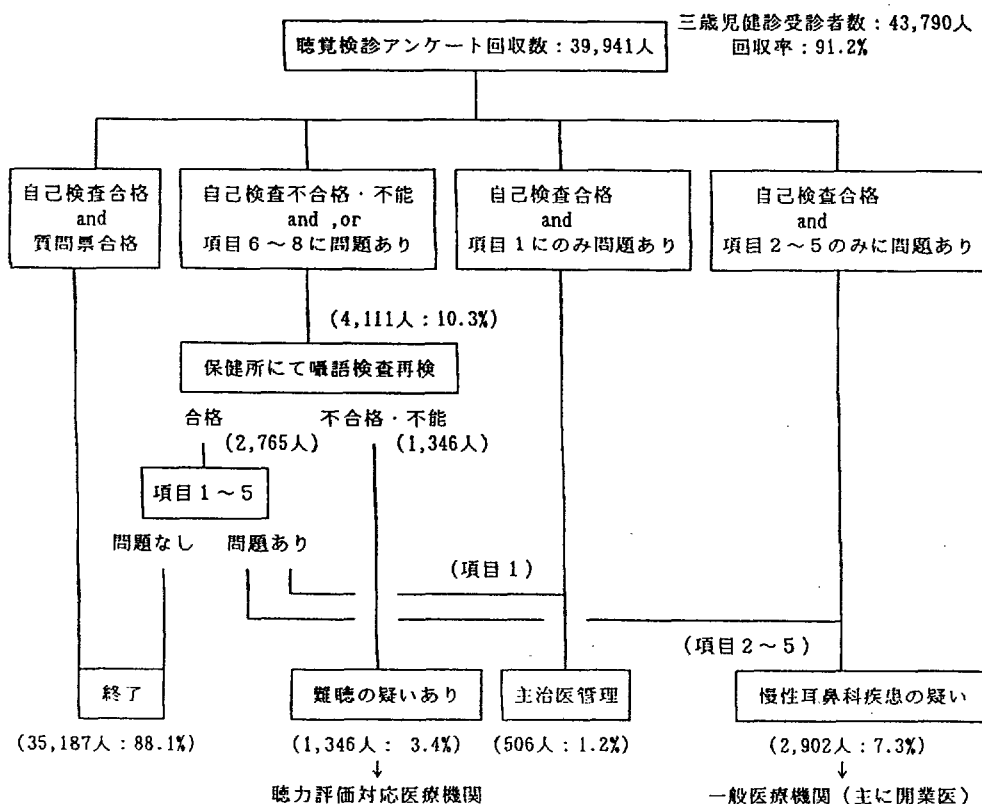 三歳児健診受診者数：43,790人
聴覚検診アンケート回収数：39,941人
回収率：91.2%
自己検査合格
and
質問票合格
自己検査不合格・不能
and ,or
項目6～8に問題あり
自己検査合格
and
項目1にのみ問題あり
自己検査合格
and
項目2～5のみに問題あり
(4,111人：10.3%)
保健所にて囁語検査再検
合格
不合格・不能
(2,765人)
(1,346人)
項目1～5
問題なし
問題あり
(項目1)
(項目2～5)
終了
難聴の疑いあり
主治医管理
慢性耳鼻科疾患の疑い
(35,187人：88.1%)
(1,346人： 3.4%)
(506人：1.2%)
(2,902人：7.3%)
↓
↓
聴力評価対応医療機関
一般医療機関（主に開業医）